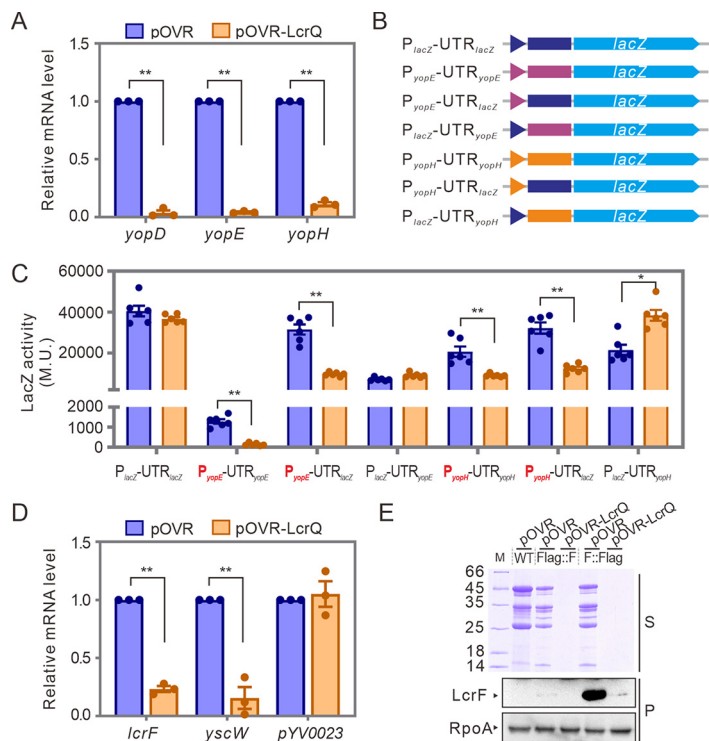 A
pOVR pOVR-LcrQ
Relative mRNA level
1.5
1.0
0.5
0.0
** ** **
yopD yopE yopH
B
PlacZ-UTRlacZ lacZ
PyopE-UTRyopE lacZ
PyopE-UTRlacZ lacZ
PlacZ-UTRyopE lacZ
PyopH-UTRyopH lacZ
PyopH-UTRlacZ lacZ
PlacZ-UTRyopH lacZ
C
LacZ activity
(M.U.)
60000
40000
20000
2000
1000
0
** ** ** ** *
PlacZ-UTRlacZ PyopE-UTRyopE PyopE-UTRlacZ PlacZ-UTRyopE PyopH-UTRyopH PyopH-UTRlacZ PlacZ-UTRyopH
D
pOVR pOVR-LcrQ
Relative mRNA level
1.5
1.0
0.5
0.0
** **
lcrF yscW pYV0023
E
pOVR pOVR pOVR-LcrQ pOVR pOVR-LcrQ
M WT Flag::F F::Flag
66
45
35
25
18
14
S
LcrF
RpoA
P